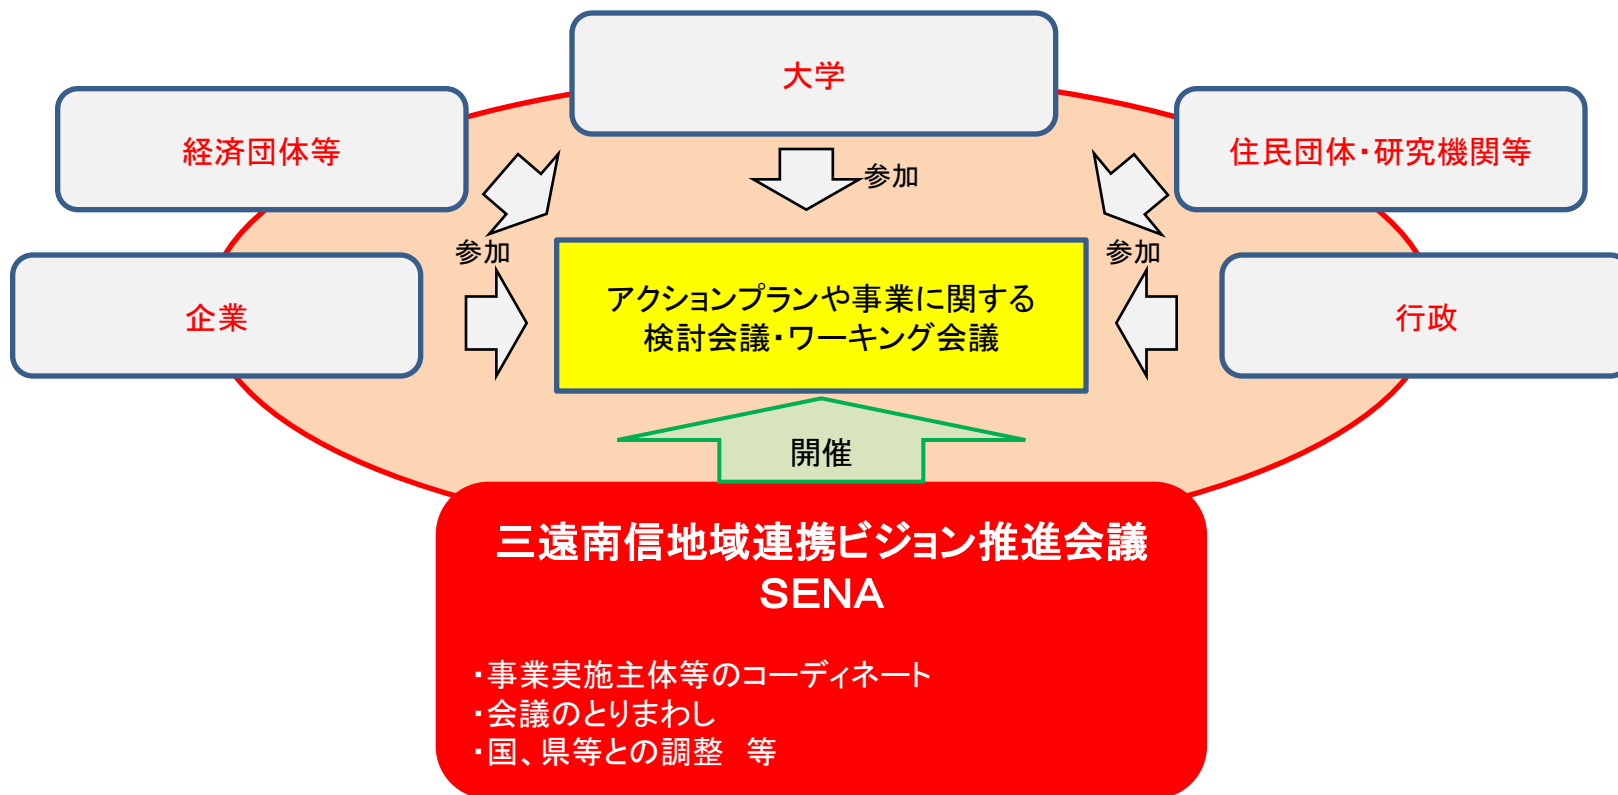 大学
経済団体等
住民団体・研究機関等
参加
参加
参加
企業
アクションプランや事業に関する
検討会議・ワーキング会議
行政
開催
三遠南信地域連携ビジョン推進会議
ＳＥＮＡ
・事業実施主体等のコーディネート
・会議のとりまわし
・国、県等との調整　等